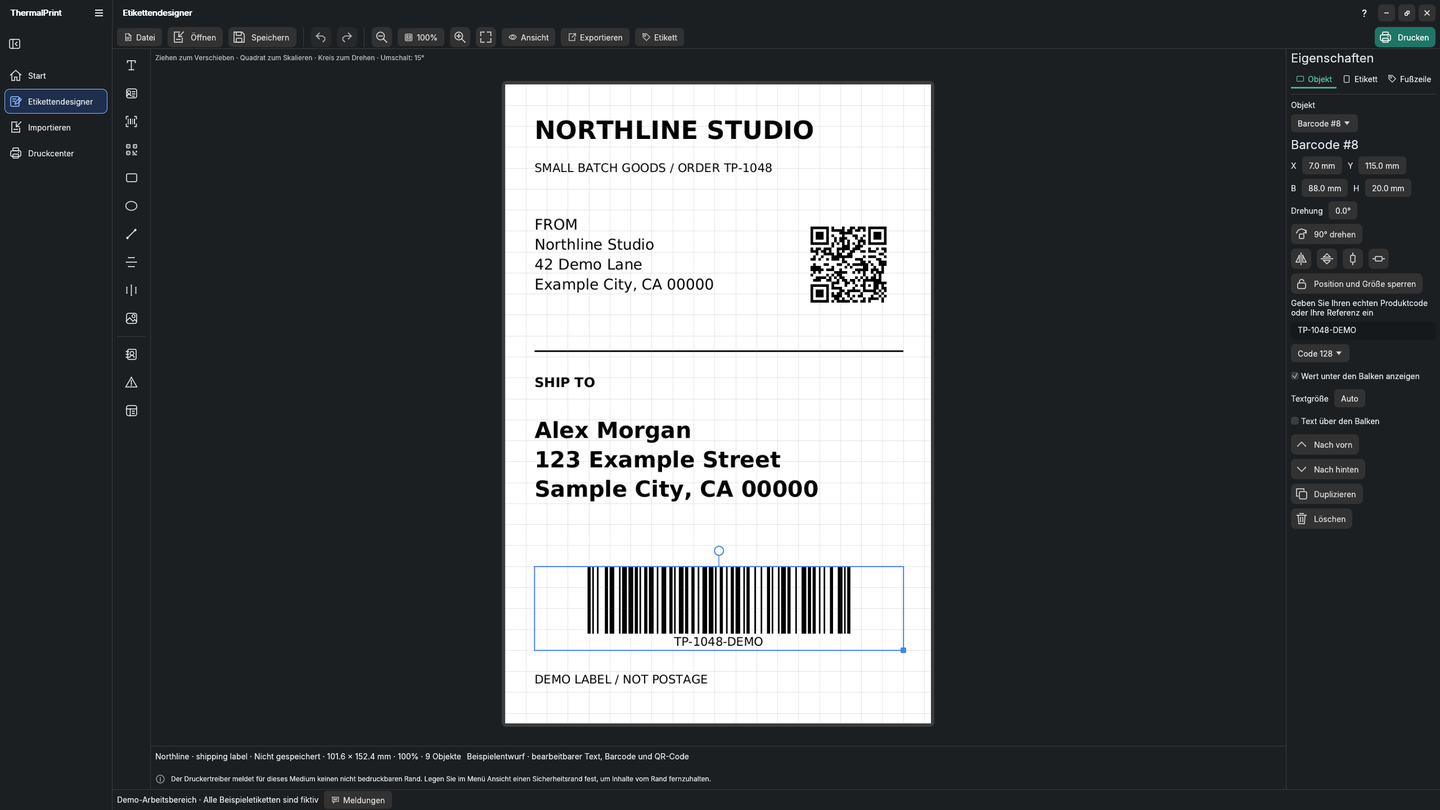 ThermalPrint
Etikettendesigner
?
Datei
Öffnen
Speichern
100%
Ansicht
Exportieren
Etikett
Drucken
Start
Etikettendesigner
Importieren
Druckcenter
Ziehen zum Verschieben · Quadrat zum Skalieren · Kreis zum Drehen · Umschalt: 15°
NORTHLINE STUDIO
SMALL BATCH GOODS / ORDER TP-1048
FROM
Northline Studio
42 Demo Lane
Example City, CA 00000
SHIP TO
Alex Morgan
123 Example Street
Sample City, CA 00000
TP-1048-DEMO
DEMO LABEL / NOT POSTAGE
Eigenschaften
Objekt
Etikett
Fußzeile
Objekt
Barcode #8
Barcode #8
X 7.0 mm Y 115.0 mm
B 88.0 mm H 20.0 mm
Drehung 0.0°
90° drehen
Position und Größe sperren
Geben Sie Ihren echten Produktcode
oder Ihre Referenz ein
TP-1048-DEMO
Code 128
Wert unter den Balken anzeigen
Textgröße Auto
Text über den Balken
Nach vorn
Nach hinten
Duplizieren
Löschen
Northline · shipping label · Nicht gespeichert · 101.6 × 152.4 mm · 100% · 9 Objekte Beispielentwurf · bearbeitbarer Text, Barcode und QR-Code
Der Druckertreiber meldet für dieses Medium keinen nicht bedruckbaren Rand. Legen Sie im Menü Ansicht einen Sicherheitsrand fest, um Inhalte vom Rand fernzuhalten.
Demo-Arbeitsbereich · Alle Beispieletiketten sind fiktiv
Meldungen